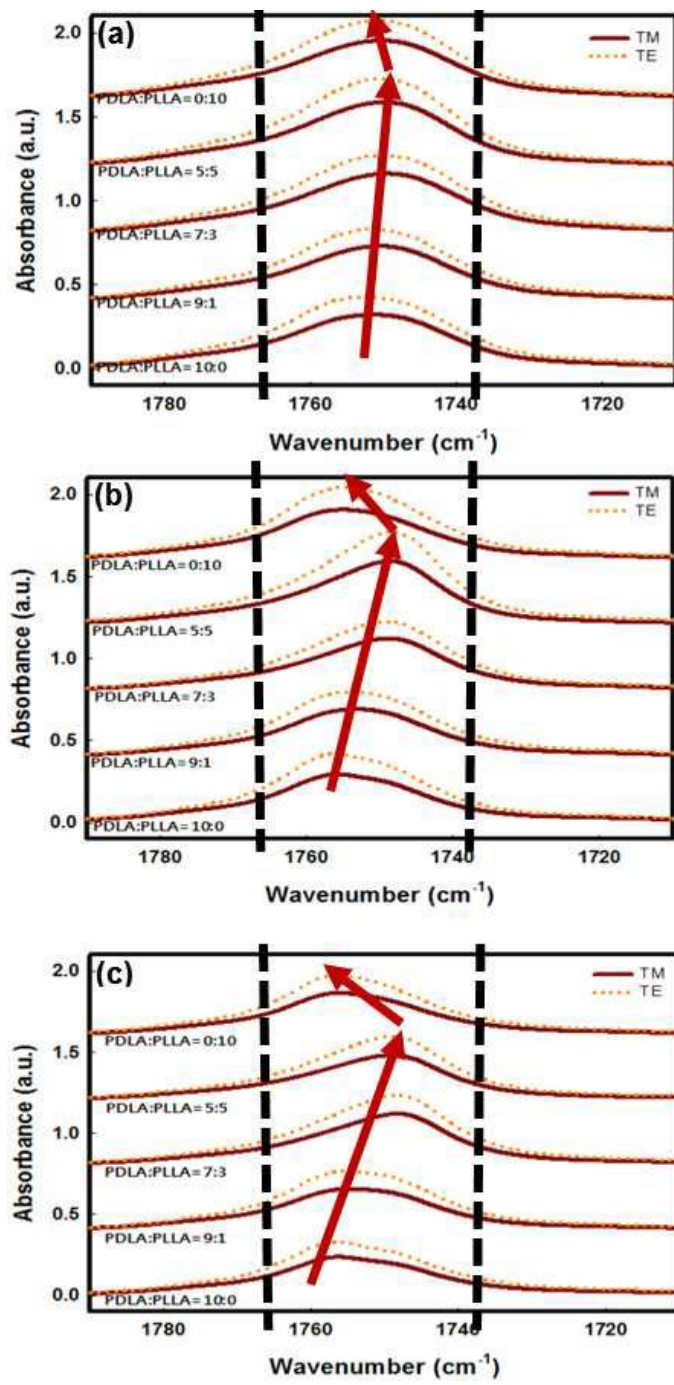 (a)
2.0
TM
TE
PDLA:PLLA= 0:10
1.5
PDLA:PLLA= 5:5
1.0
PDLA:PLLA= 7:3
0.5
PDLA:PLLA= 9:1
0.0
PDLA:PLLA= 10:0
Absorbance (a.u.)
1780 1760 1740 1720
Wavenumber (cm-1)
(b)
2.0
TM
TE
PDLA:PLLA= 0:10
1.5
PDLA:PLLA= 5:5
1.0
PDLA:PLLA= 7:3
0.5
PDLA:PLLA= 9:1
0.0
PDLA:PLLA= 10:0
Absorbance (a.u.)
1780 1760 1740 1720
Wavenumber (cm-1)
(c)
2.0
TM
TE
PDLA:PLLA= 0:10
1.5
PDLA:PLLA= 5:5
1.0
PDLA:PLLA= 7:3
0.5
PDLA:PLLA= 9:1
0.0
PDLA:PLLA= 10:0
Absorbance (a.u.)
1780 1760 1740 1720
Wavenumber (cm-1)